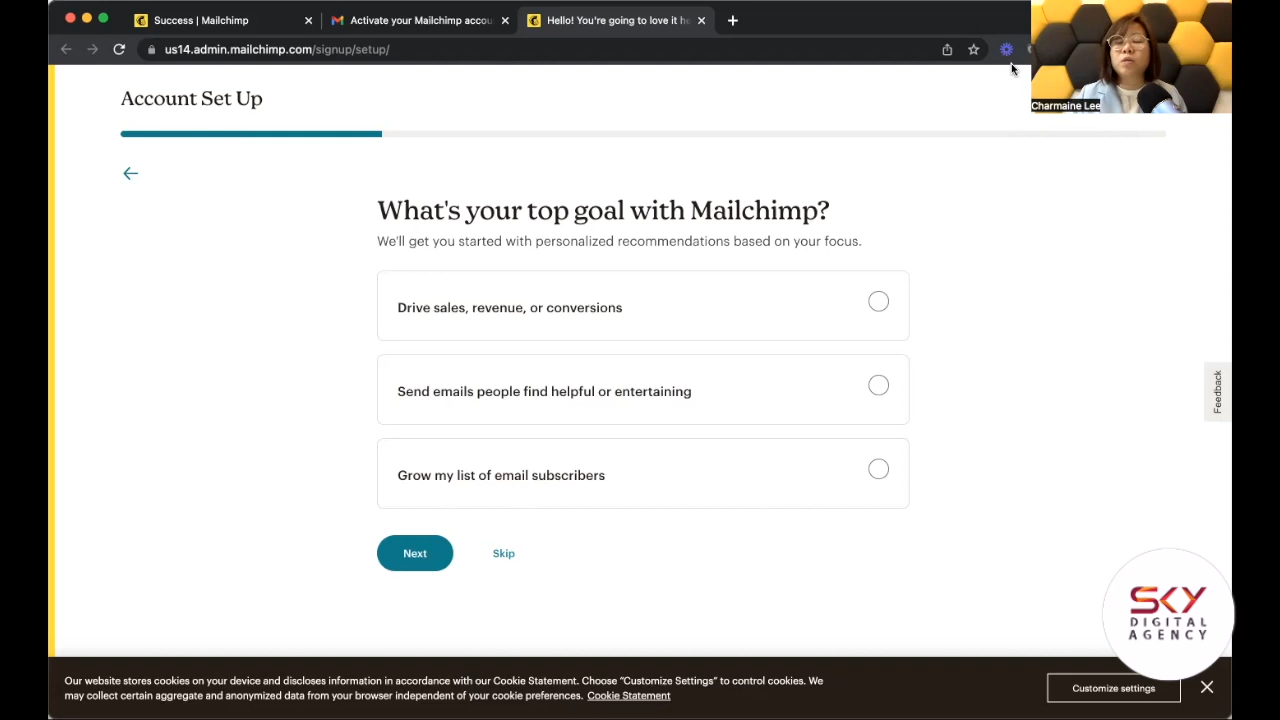 Success | Mailchimp
Activate your Mailchimp accou
Hello! You're going to love it he
us14.admin.mailchimp.com/signup/setup/
Charmaine Lee
Account Set Up
What's your top goal with Mailchimp?
We'll get you started with personalized recommendations based on your focus.
Drive sales, revenue, or conversions
Send emails people find helpful or entertaining
Grow my list of email subscribers
Next
Skip
Feedback
SKY
DIGITAL
AGENCY
Our website stores cookies on your device and discloses information in accordance with our Cookie Statement. Choose “Customize Settings” to control cookies. We
may collect certain aggregate and anonymized data from your browser independent of your cookie preferences. Cookie Statement
Customize settings